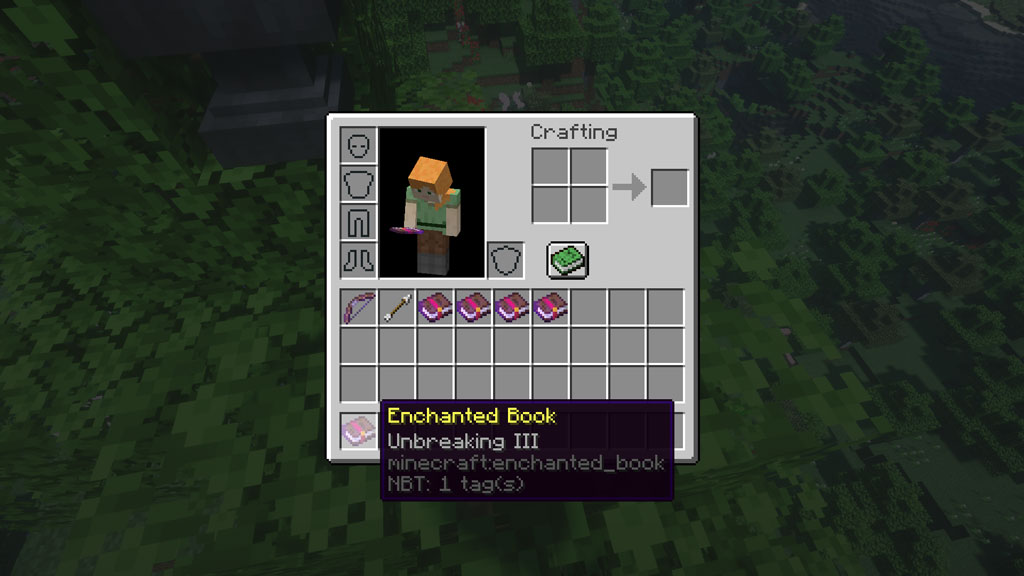 Crafting
Enchanted Book
Unbreaking III
minecraft:enchanted_book
NBT: 1 tag(s)